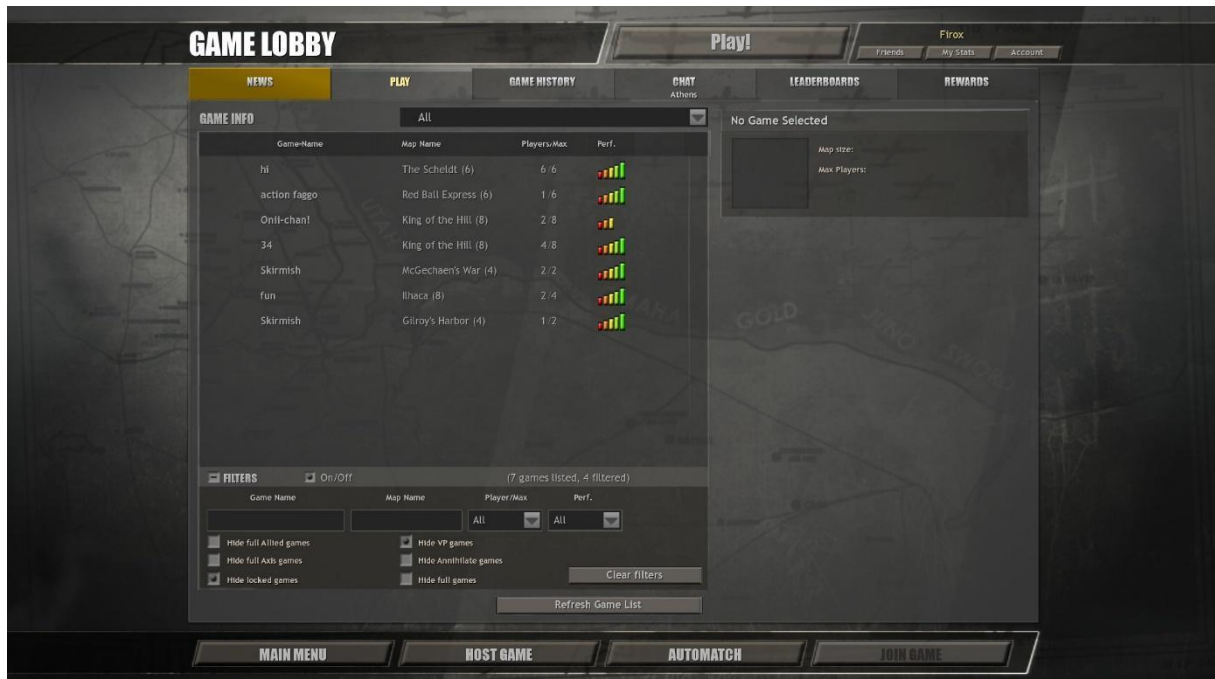 GAME LOBBY
Play!
Firox
Friends My Stats Account
NEWS PLAY GAME HISTORY CHAT LEADERBOARDS REWARDS
Athens
GAME INFO All
No Game Selected
Game-Name Map Name Players/Max Perf.
Map size:
Max Players:
hi The Scheldt (6) 6/6
action faggo Red Ball Express (6) 1/6
Onii-chan! King of the Hill (8) 2/8
34 King of the Hill (8) 4/8
Skirmish McGechaen's War (4) 2/2
fun Ilhaca (8) 2/4
Skirmish Gilroy's Harbor (4) 1/2
UTAH
OMAHA
GOLD
JUNO
SWORD
FILTERS On/Off (7 games listed, 4 filtered)
Game Name Map Name Player/Max Perf.
All All
Hide full Allied games Hide VP games
Hide full Axis games Hide Annihilate games
Hide locked games Hide full games
Clear filters
Refresh Game List
MAIN MENU HOST GAME AUTOMATCH JOIN GAME